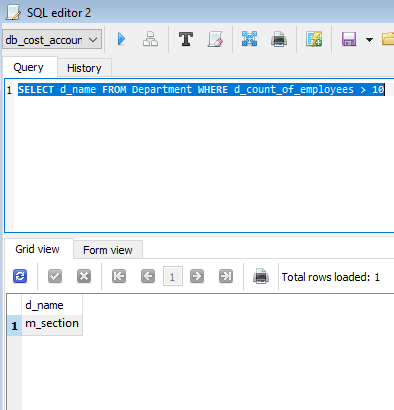 SQL editor 2
db_cost_accour
Query History
1 SELECT d_name FROM Department WHERE d_count_of_employees > 10
Grid view Form view
1 Total rows loaded: 1
d_name
1 m_section